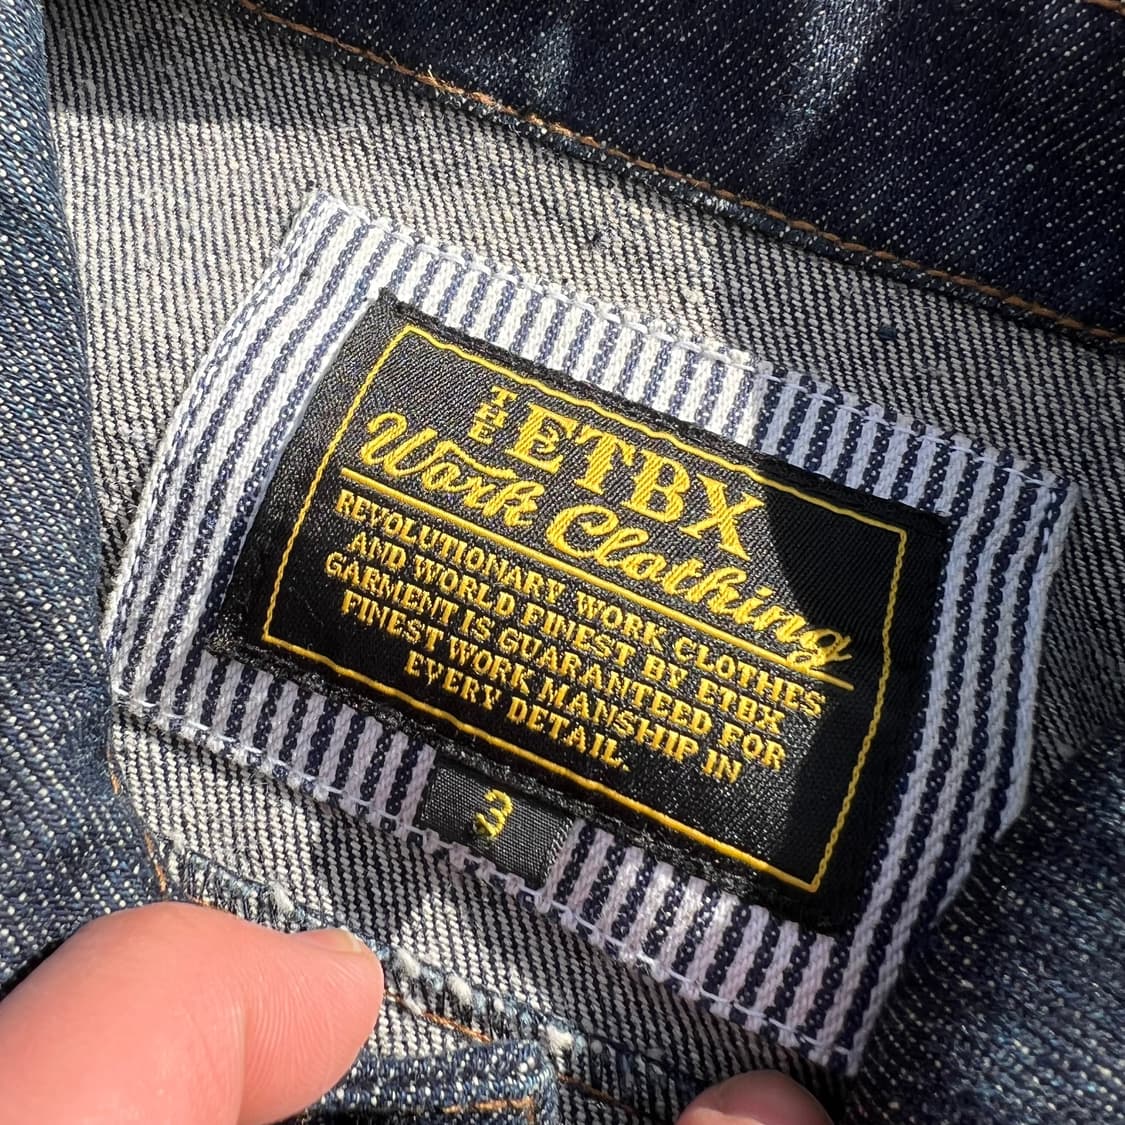 THE ETBX
Work Clothing
REVOLUTIONARY WORK CLOTHES
AND WORLD FINEST BY ETBX
GARMENT IS GUARANTEED FOR
FINEST WORK MANSHIP IN
EVERY DETAIL.
3